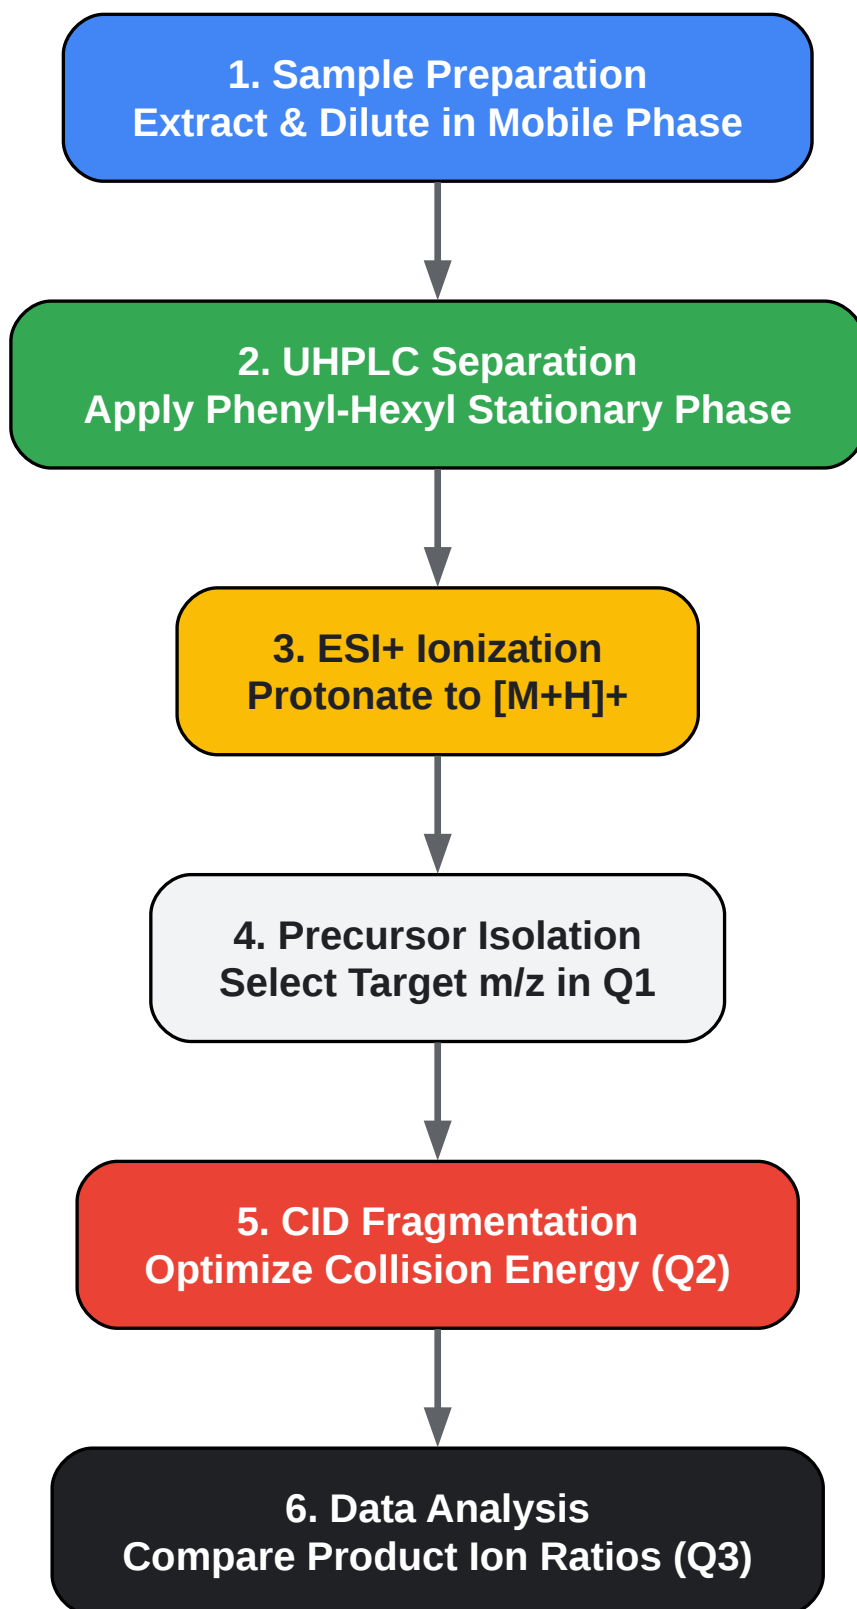 1. Sample Preparation
Extract & Dilute in Mobile Phase
2. UHPLC Separation
Apply Phenyl-Hexyl Stationary Phase
3. ESI+ Ionization
Protonate to [M+H]+
4. Precursor Isolation
Select Target m/z in Q1
5. CID Fragmentation
Optimize Collision Energy (Q2)
6. Data Analysis
Compare Product Ion Ratios (Q3)